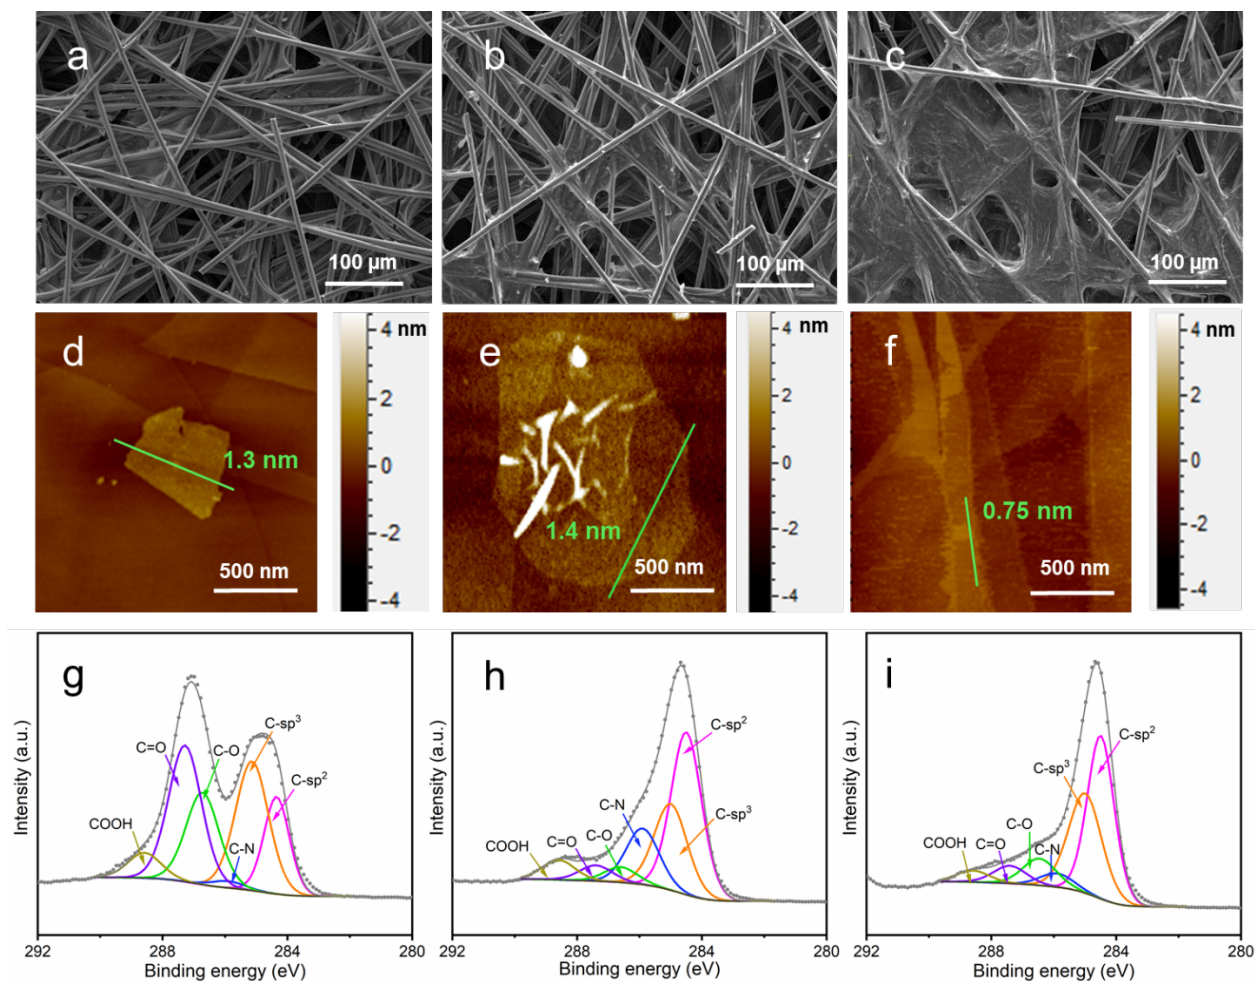 a
b
c
100 µm
100 µm
100 µm
d
4 nm
2
0
-2
-4
1.3 nm
500 nm
e
4 nm
2
0
-2
-4
1.4 nm
500 nm
f
4 nm
2
0
-2
-4
0.75 nm
500 nm
g
Intensity (a.u.)
COOH
C=O
C-O
C-N
C-sp³
C-sp²
292
288
284
280
Binding energy (eV)
h
Intensity (a.u.)
COOH
C=O
C-O
C-N
C-sp²
C-sp³
292
288
284
280
Binding energy (eV)
i
Intensity (a.u.)
COOH
C=O
C-O
C-N
C-sp³
C-sp²
292
288
284
280
Binding energy (eV)